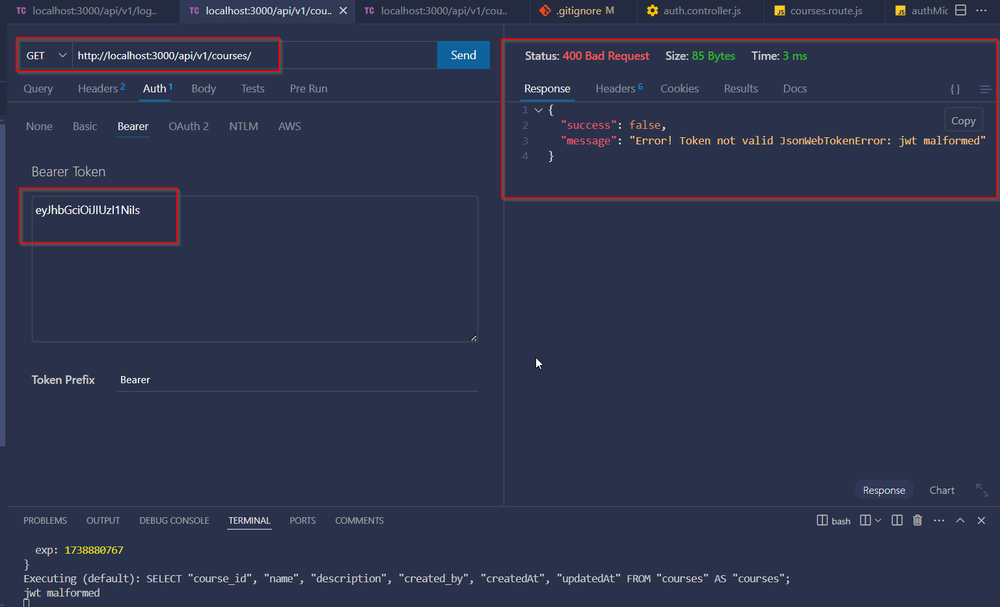 TC localhost:3000/api/v1/log..
TC localhost:3000/api/v1/cou..
TC localhost:3000/api/v1/cou..
.gitignore M
auth.controller.js
JS courses.route.js
JS authMic
GET http://localhost:3000/api/v1/courses/ Send
Query Headers 2 Auth 1 Body Tests Pre Run
None Basic Bearer OAuth 2 NTLM AWS
Bearer Token
eyJhbGciOiJIUzI1NiIs
Token Prefix Bearer
Status: 400 Bad Request Size: 85 Bytes Time: 3 ms
Response Headers 6 Cookies Results Docs {}
Copy
1 {
2 "success": false,
3 "message": "Error! Token not valid JsonWebTokenError: jwt malformed"
4 }
Response Chart
PROBLEMS OUTPUT DEBUG CONSOLE TERMINAL PORTS COMMENTS
bash
exp: 1738880767
}
Executing (default): SELECT "course_id", "name", "description", "created_by", "createdAt", "updatedAt" FROM "courses" AS "courses";
jwt malformed